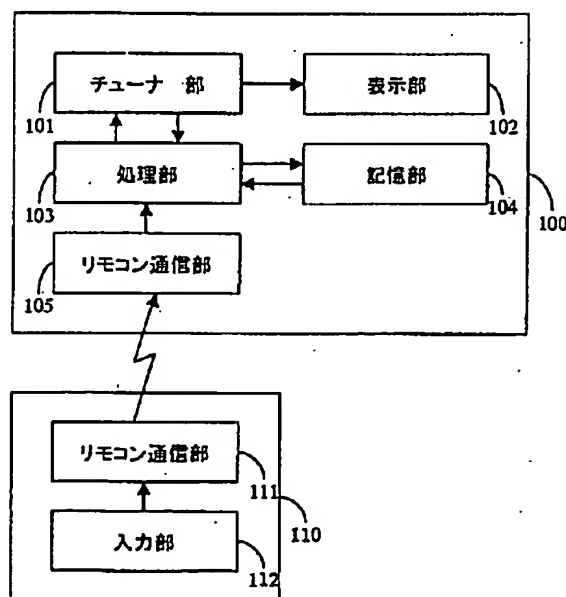 チューナ 部
表示部
101
102
処理部
記憶部
103
104
100
リモコン通信部
105
リモコン通信部
111
110
入力部
112